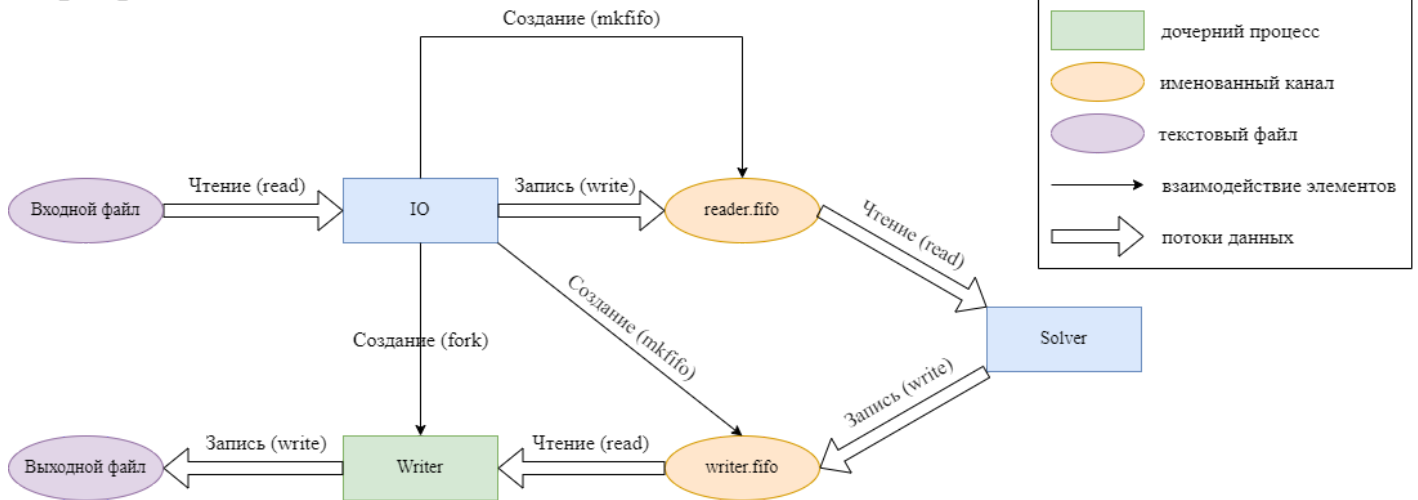 Создание (mkfifo)
дочерний процесс
именованный канал
текстовый файл
взаимодействие элементов
потоки данных
Входной файл
Чтение (read)
IO
Запись (write)
reader.fifo
Чтение (read)
Создание (fork)
Создание (mkfifo)
Solver
Запись (write)
Выходной файл
Запись (write)
Writer
Чтение (read)
writer.fifo